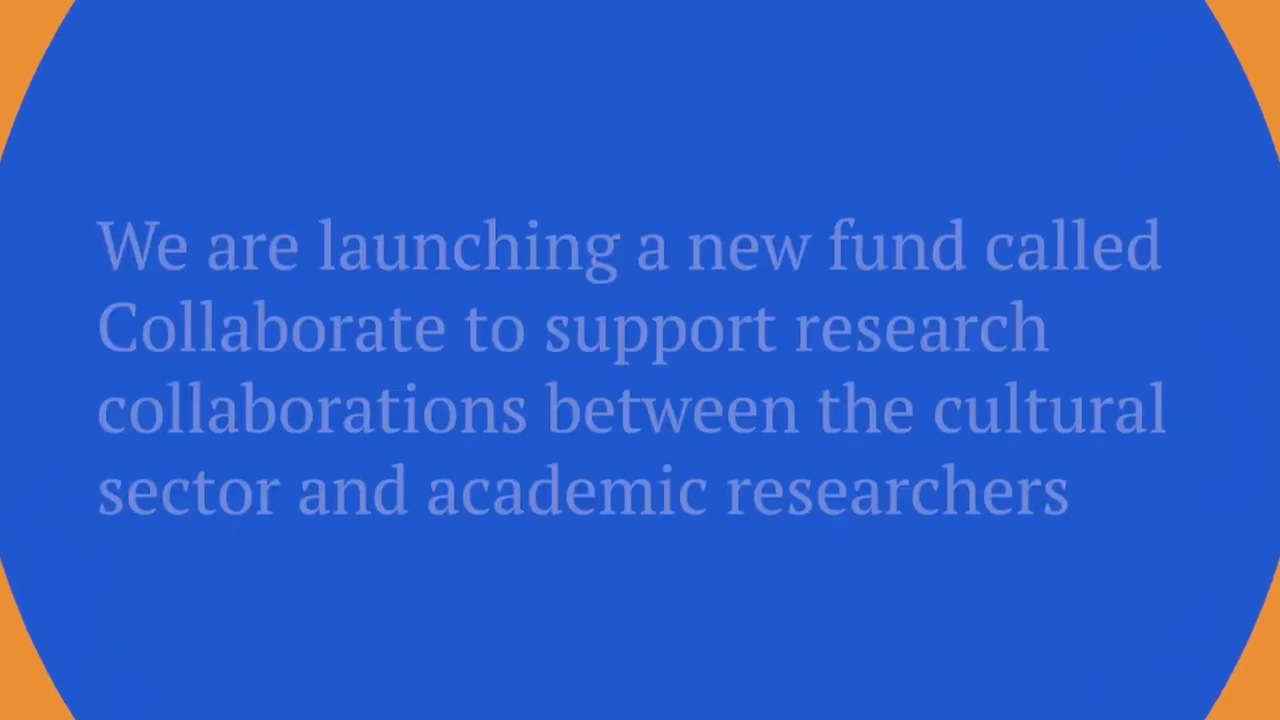 We are launching a new fund called
Collaborate to support research
collaborations between the cultural
sector and academic researchers